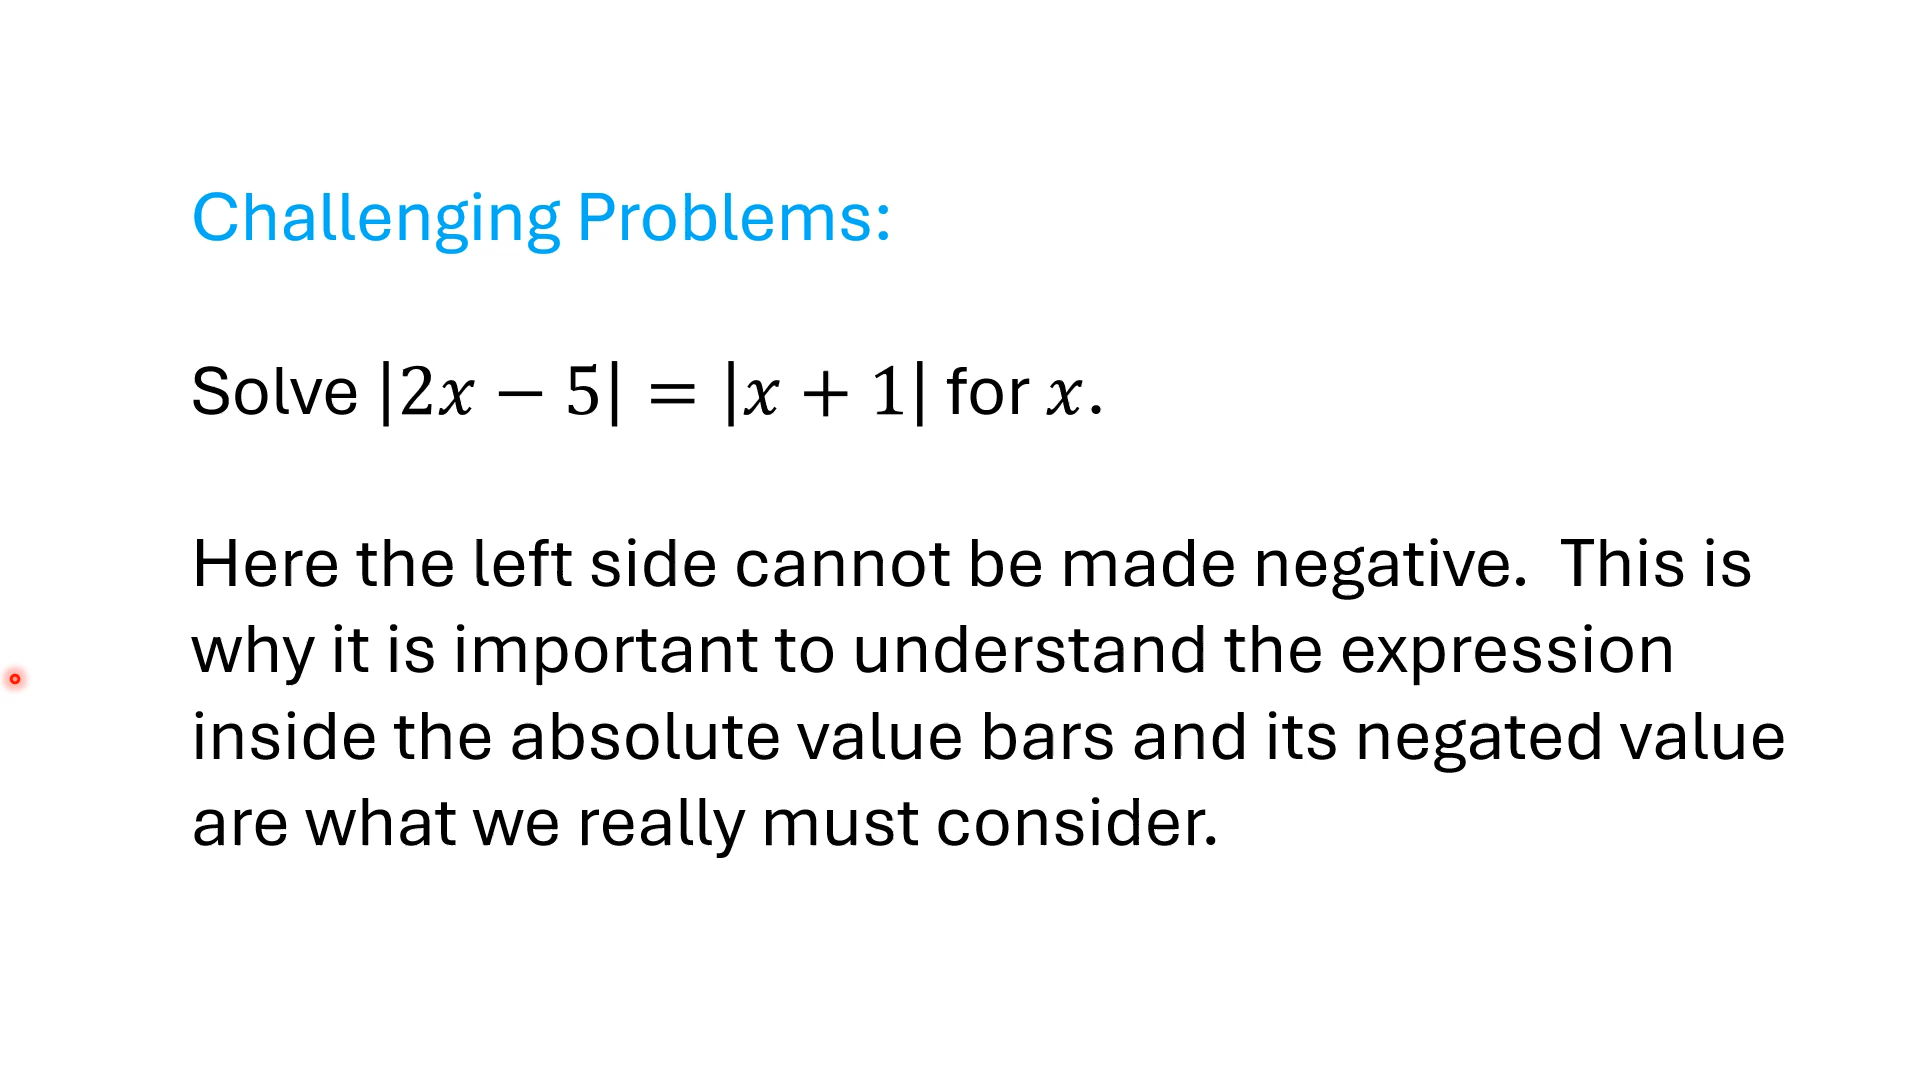 Challenging Problems:
Solve |2x − 5| = |x + 1| for x.
Here the left side cannot be made negative.  This is
why it is important to understand the expression
inside the absolute value bars and its negated value
are what we really must consider.